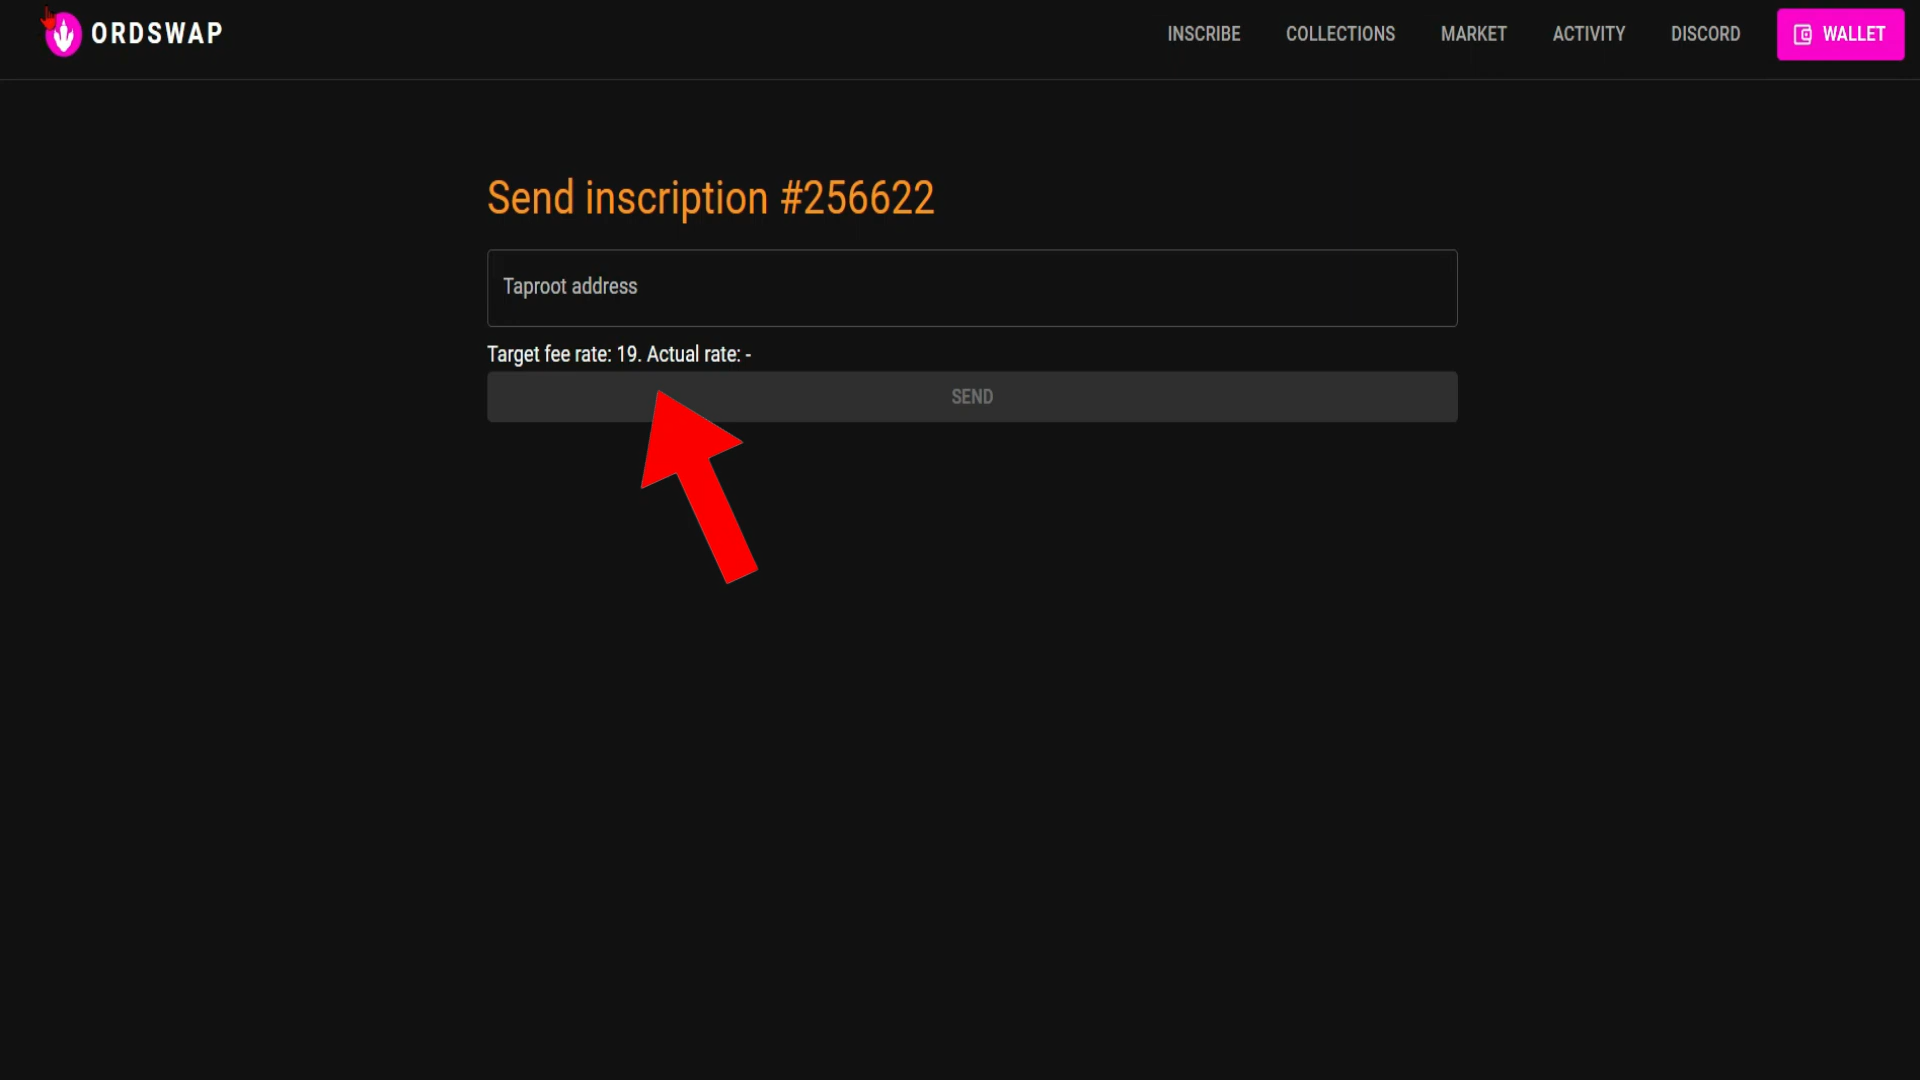 ORDSWAP
INSCRIBE COLLECTIONS MARKET ACTIVITY DISCORD WALLET
Send inscription #256622
Taproot address
Target fee rate: 19. Actual rate: -
SEND